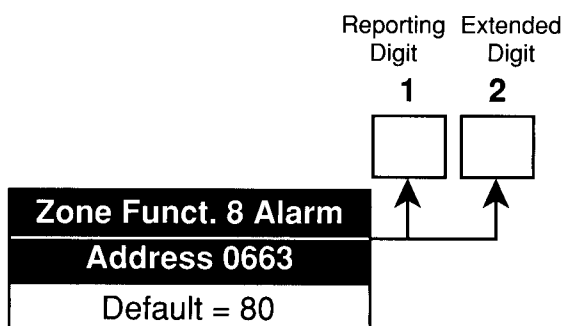 Reporting Extended
Digit Digit
1 2
Zone Funct. 8 Alarm
Address 0663
Default = 80